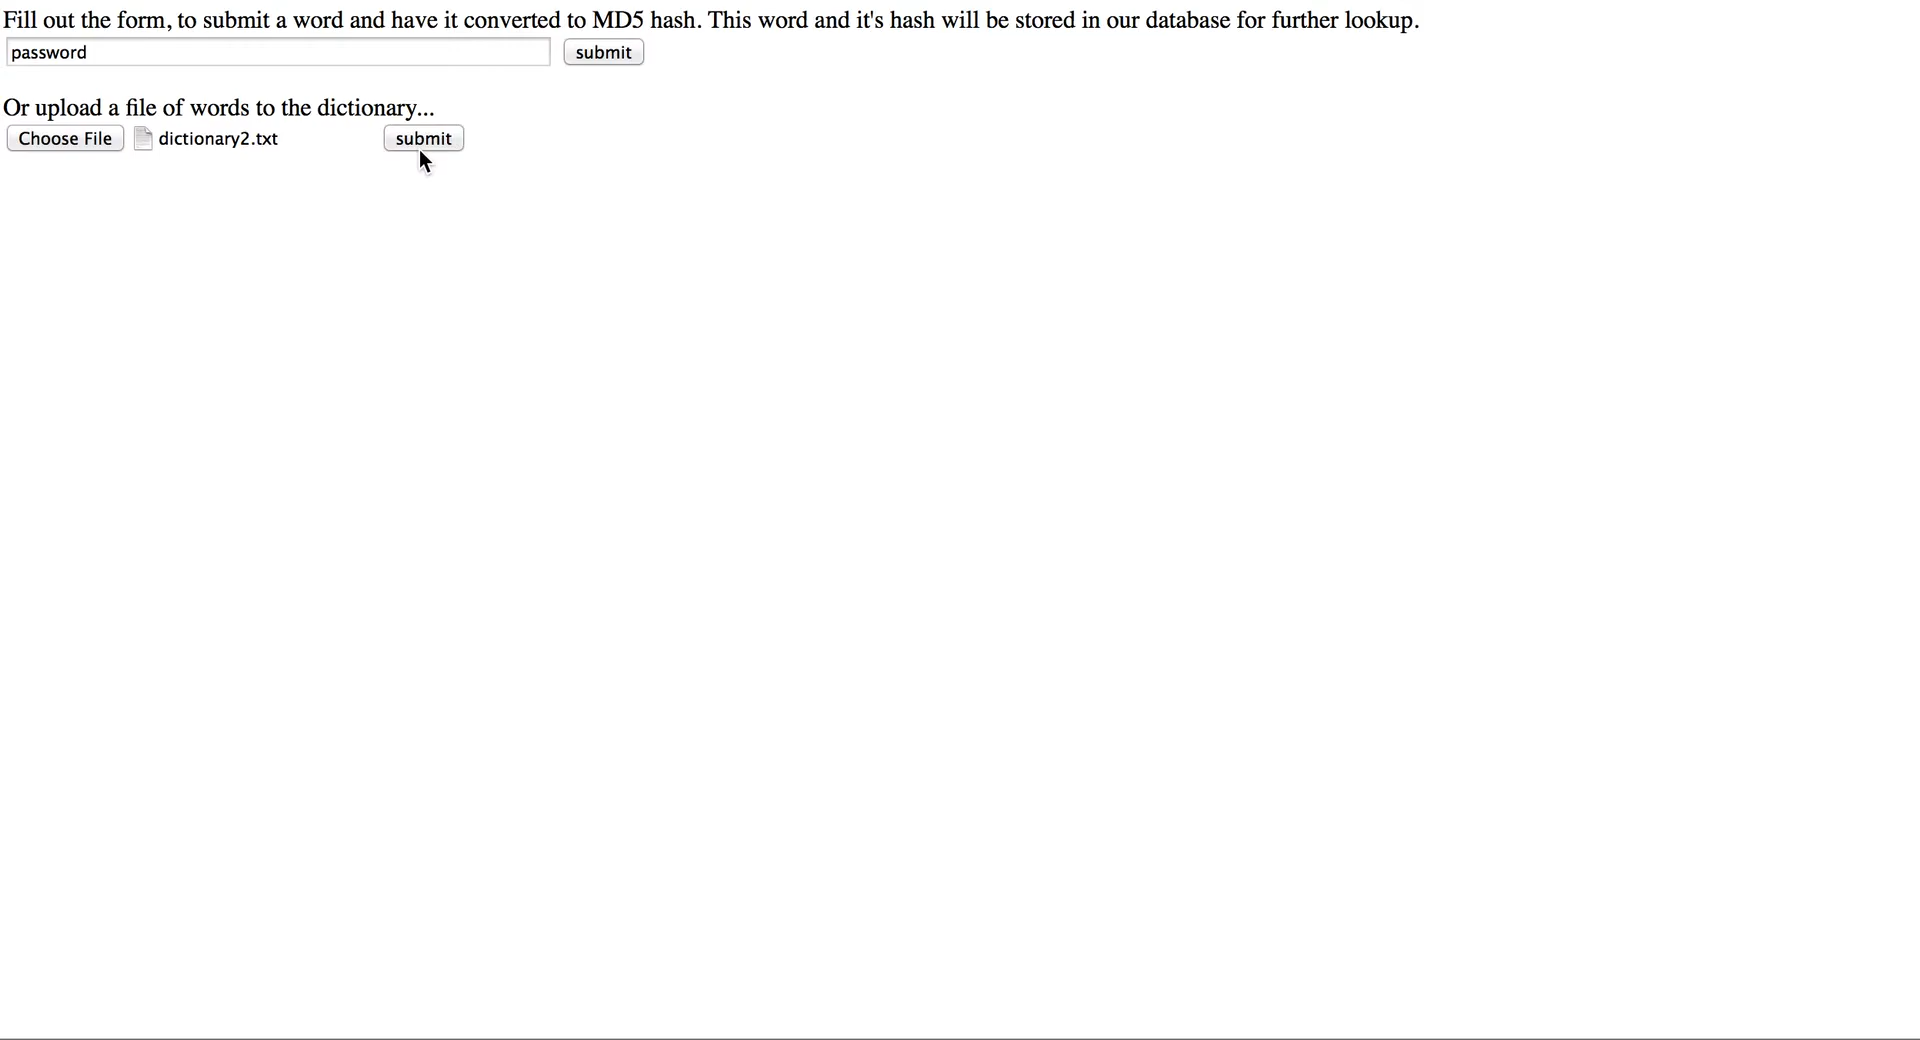 Fill out the form, to submit a word and have it converted to MD5 hash. This word and it's hash will be stored in our database for further lookup.
password submit
Or upload a file of words to the dictionary...
Choose File dictionary2.txt submit